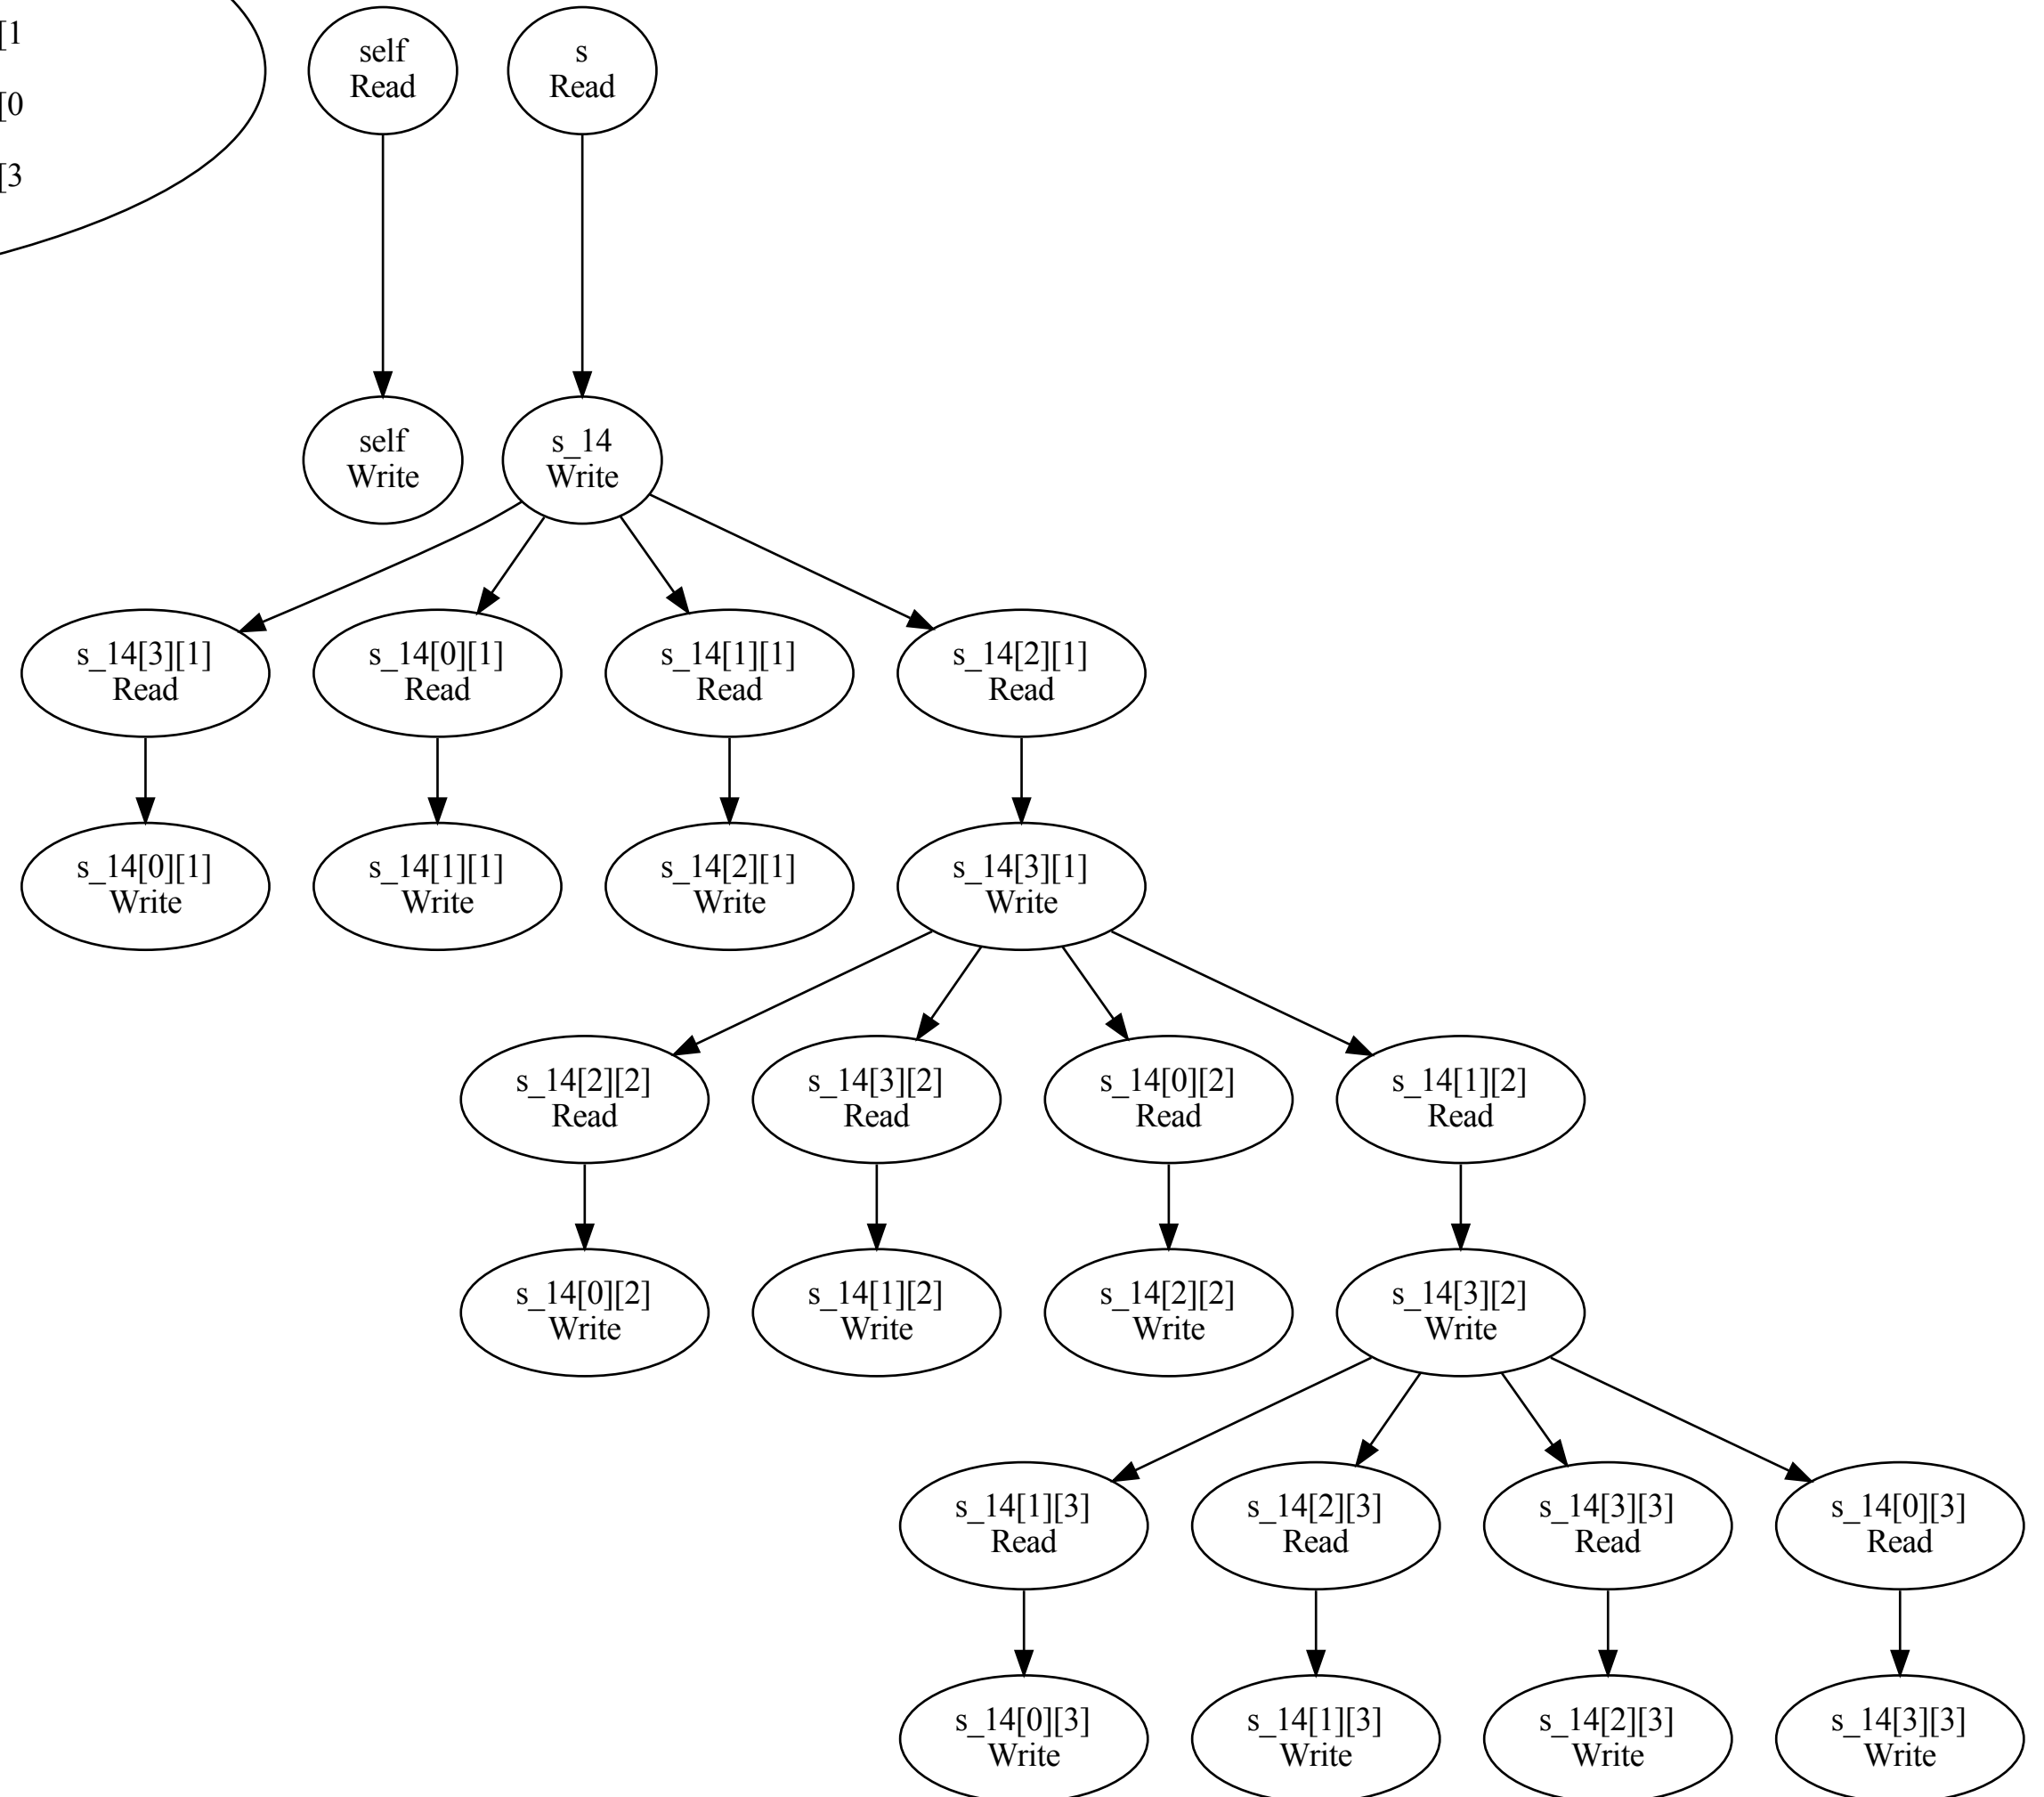 [1
[0
[3
self
Read
s
Read
self
Write
s_14
Write
s_14[3][1]
Read
s_14[0][1]
Read
s_14[1][1]
Read
s_14[2][1]
Read
s_14[0][1]
Write
s_14[1][1]
Write
s_14[2][1]
Write
s_14[3][1]
Write
s_14[2][2]
Read
s_14[3][2]
Read
s_14[0][2]
Read
s_14[1][2]
Read
s_14[0][2]
Write
s_14[1][2]
Write
s_14[2][2]
Write
s_14[3][2]
Write
s_14[1][3]
Read
s_14[2][3]
Read
s_14[3][3]
Read
s_14[0][3]
Read
s_14[0][3]
Write
s_14[1][3]
Write
s_14[2][3]
Write
s_14[3][3]
Write